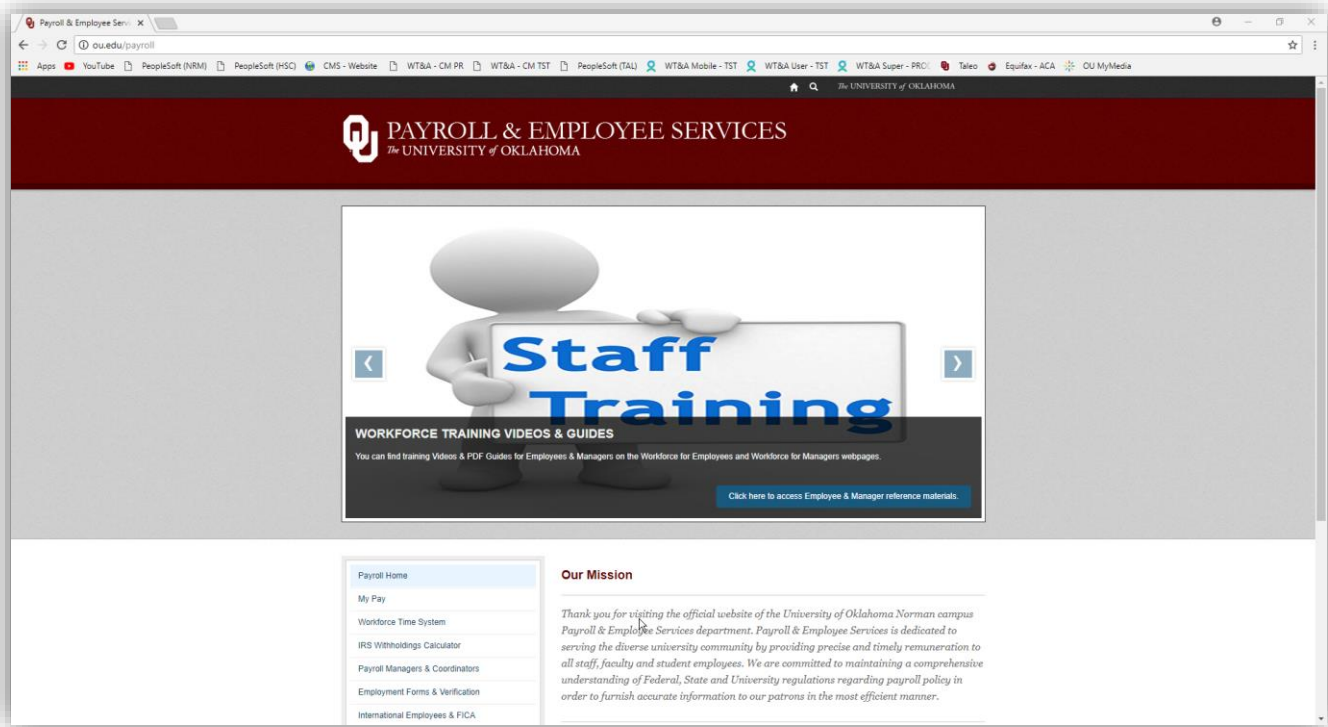 Payroll & Employee Servi
ou.edu/payroll
Apps YouTube PeopleSoft (NRM) PeopleSoft (HSC) CMS - Website WT&A - CM PR WT&A - CM TST PeopleSoft (TAL) WT&A Mobile - TST WT&A User - TST WT&A Super - PROD Taleo Equifax - ACA OU MyMedia
The UNIVERSITY of OKLAHOMA
PAYROLL & EMPLOYEE SERVICES
The UNIVERSITY of OKLAHOMA
Staff
Training
WORKFORCE TRAINING VIDEOS & GUIDES
You can find training Videos & PDF Guides for Employees & Managers on the Workforce for Employees and Workforce for Managers webpages.
Click here to access Employee & Manager reference materials.
Payroll Home
My Pay
Workforce Time System
IRS Withholdings Calculator
Payroll Managers & Coordinators
Employment Forms & Verification
International Employees & FICA
Our Mission
Thank you for visiting the official website of the University of Oklahoma Norman campus
Payroll & Employee Services department. Payroll & Employee Services is dedicated to
serving the diverse university community by providing precise and timely remuneration to
all staff, faculty and student employees. We are committed to maintaining a comprehensive
understanding of Federal, State and University regulations regarding payroll policy in
order to furnish accurate information to our patrons in the most efficient manner.